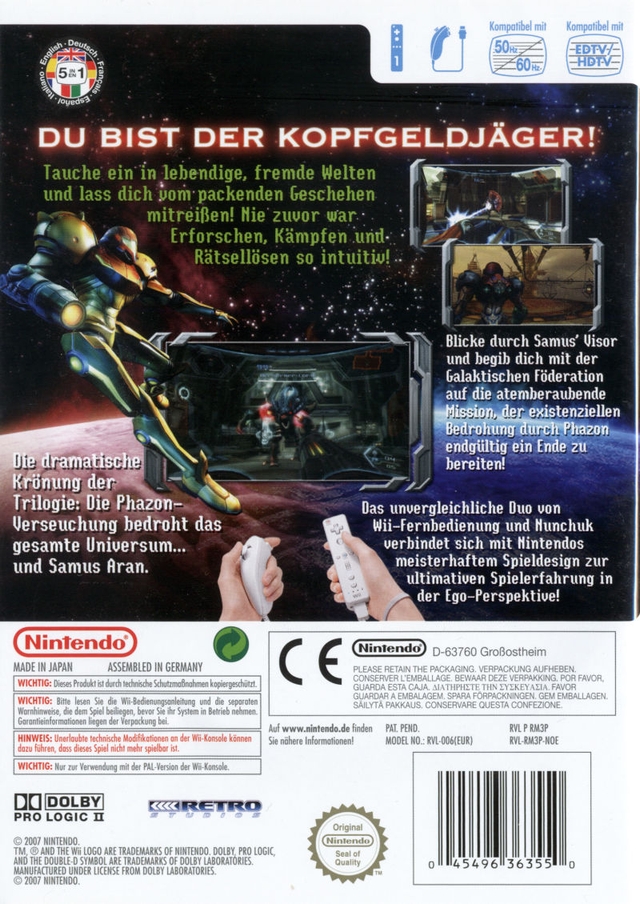 English · Deutsch · Français · Español · Italiano ·
5 IN EN 1
1
Kompatibel mit
50Hz
60Hz
Kompatibel mit
EDTV/
HDTV
DU BIST DER KOPFGELDJÄGER!
Tauche ein in lebendige, fremde Welten
und lass dich vom packenden Geschehen
mitreißen! Nie zuvor war
Erforschen, Kämpfen und
Rätsellösen so intuitiv!
Blicke durch Samus' Visor
und begib dich mit der
Galaktischen Föderation
auf die atemberaubende
Mission, der existenziellen
Bedrohung durch Phazon
endgültig ein Ende zu
bereiten!
Die dramatische
Krönung der
Trilogie: Die Phazon-
Verseuchung bedroht das
gesamte Universum...
und Samus Aran.
Das unvergleichliche Duo von
Wii-Fernbedienung und Nunchuk
verbindet sich mit Nintendos
meisterhaftem Spieldesign zur
ultimativen Spielerfahrung in
der Ego-Perspektive!
Nintendo®
MADE IN JAPAN
ASSEMBLED IN GERMANY
WICHTIG: Dieses Produkt ist durch technische Schutzmaßnahmen kopiergeschützt.
WICHTIG: Bitte lesen Sie die Wii-Bedienungsanleitung und die separaten
Warnhinweise, die dem Spiel beiliegen, bevor Sie ihr System in Betrieb nehmen.
Garantieinformationen liegen der Verpackung bei.
HINWEIS: Unerlaubte technische Modifikationen an der Wii-Konsole können
dazu führen, dass dieses Spiel nicht mehr spielbar ist.
WICHTIG: Nur zur Verwendung mit der PAL-Version der Wii-Konsole.
CE
Nintendo® D-63760 Großostheim
PLEASE RETAIN THE PACKAGING. VERPACKUNG AUFHEBEN.
CONSERVER L'EMBALLAGE. BEWAAR DEZE VERPAKKING. POR FAVOR,
GUARDA ESTA CAJA. ΔΙΑΤΗΡΗΣΤΕ ΤΗΝ ΣΥΣΚΕΥΑΣΙΑ. FAVOR
GUARDAR A EMBALAGEM. SPARA FÖRPACKNINGEN. GEM EMBALLAGEN.
SÄILYTÄ PAKKAUS. CONSERVARE QUESTA CONFEZIONE.
Auf www.nintendo.de finden
Sie nähere Informationen!
PAT. PEND.
MODEL NO.: RVL-006(EUR)
RVL P RM3P
RVL-RM3P-NOE
DOLBY
PRO LOGIC II
RETRO
STUDIOS
© 2007 NINTENDO.
TM, ® AND THE Wii LOGO ARE TRADEMARKS OF NINTENDO. DOLBY, PRO LOGIC,
AND THE DOUBLE-D SYMBOL ARE TRADEMARKS OF DOLBY LABORATORIES.
MANUFACTURED UNDER LICENSE FROM DOLBY LABORATORIES.
© 2007 NINTENDO.
Original
Nintendo
Seal of
Quality
TM
0 45496 36355 0